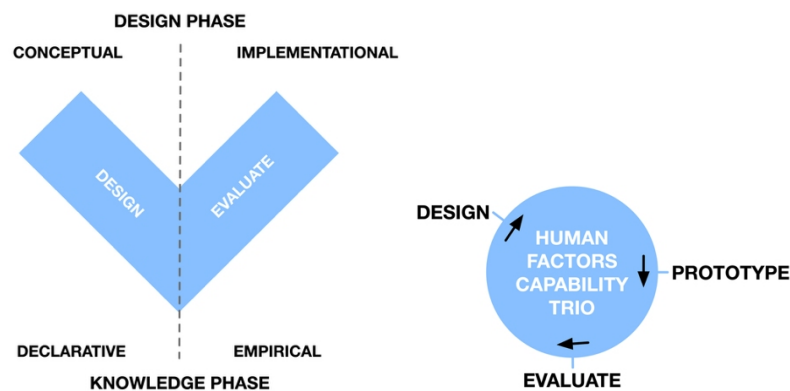 DESIGN PHASE
CONCEPTUAL
IMPLEMENTATIONAL
DESIGN
EVALUATE
DECLARATIVE
EMPIRICAL
KNOWLEDGE PHASE
DESIGN
HUMAN
FACTORS
CAPABILITY
TRIO
PROTOTYPE
EVALUATE